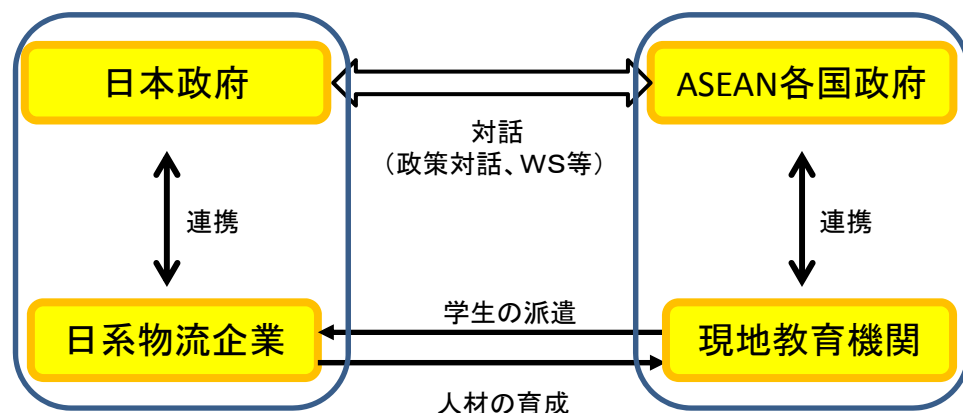 日本政府
ASEAN各国政府
対話
（政策対話、WS等）
連携
連携
学生の派遣
日系物流企業
現地教育機関
人材の育成